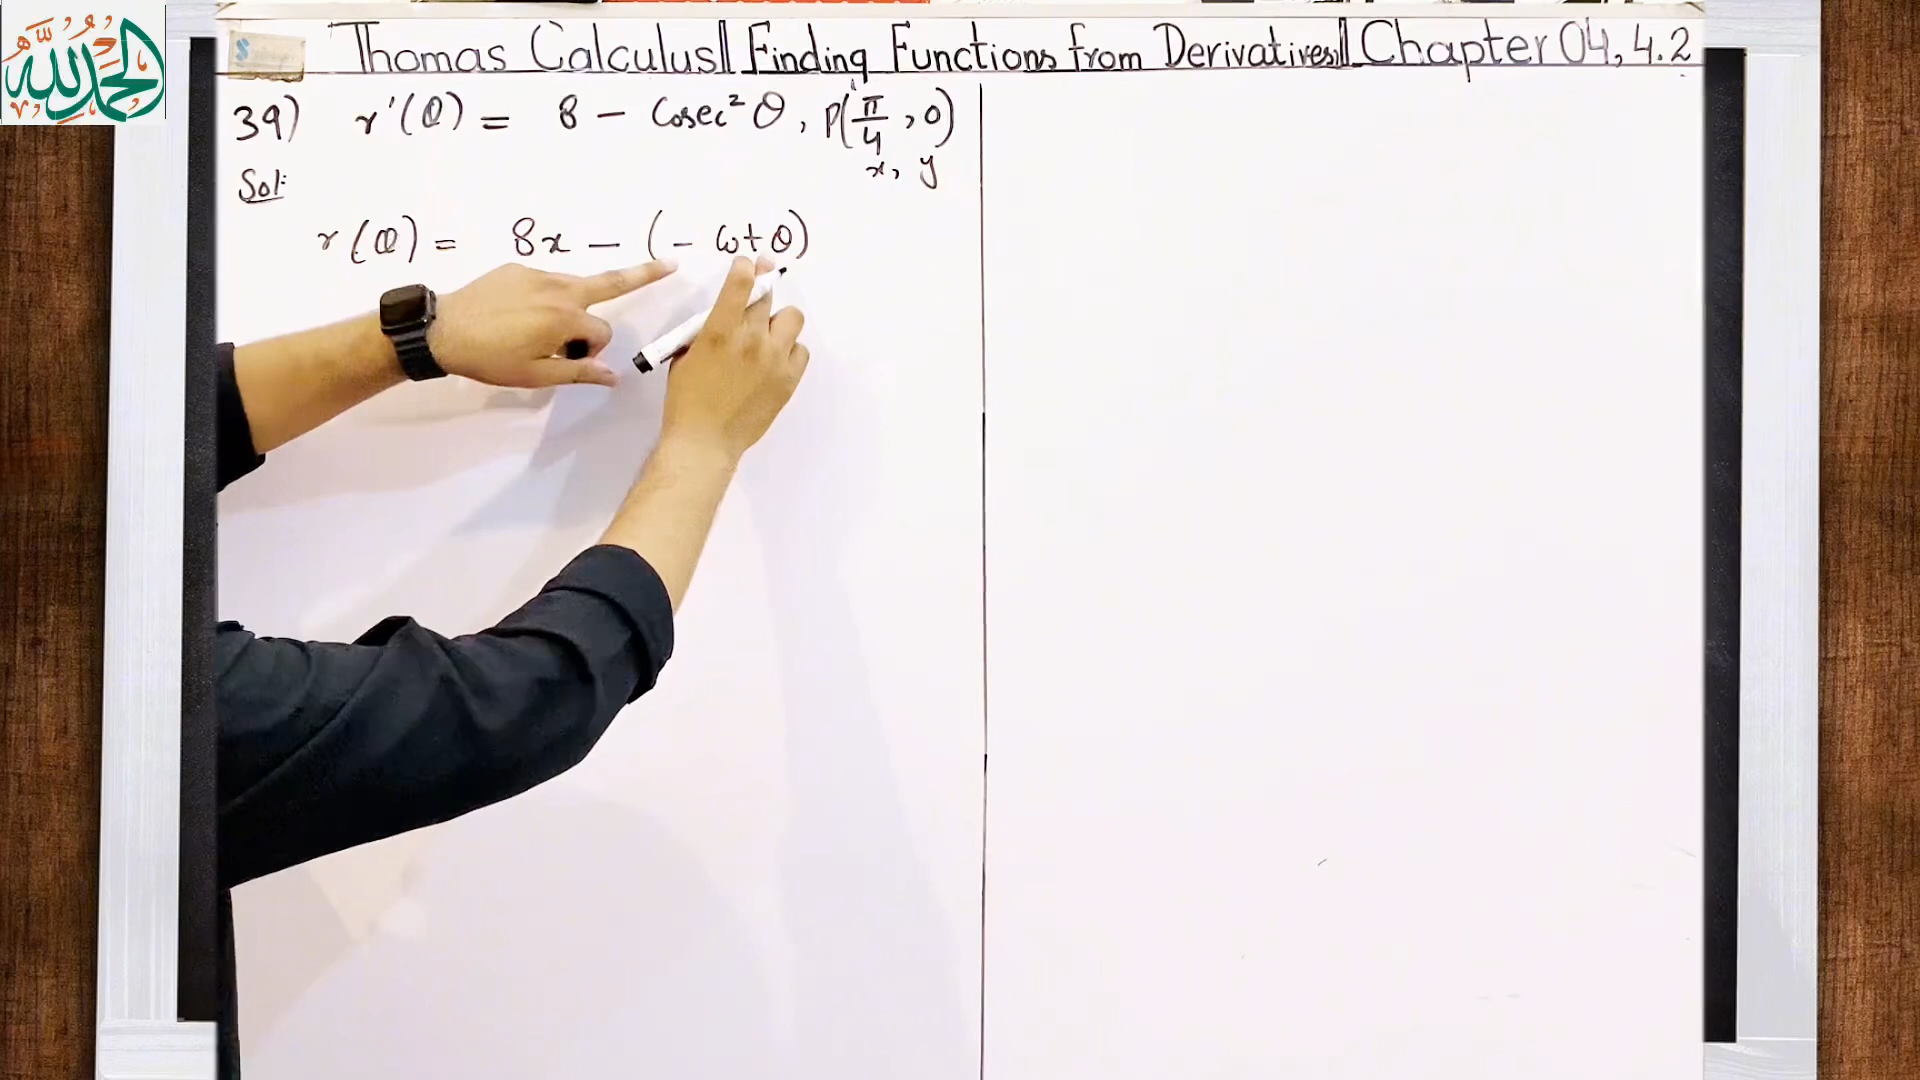 الحمد لله
Thomas Calculus|| Finding Functions from Derivatives|| Chapter 04, 4.2
39) r'(θ) = 8 - Cosec²θ, P(π/4, 0)
x, y
Sol:
r(θ) = 8x - (- cotθ)